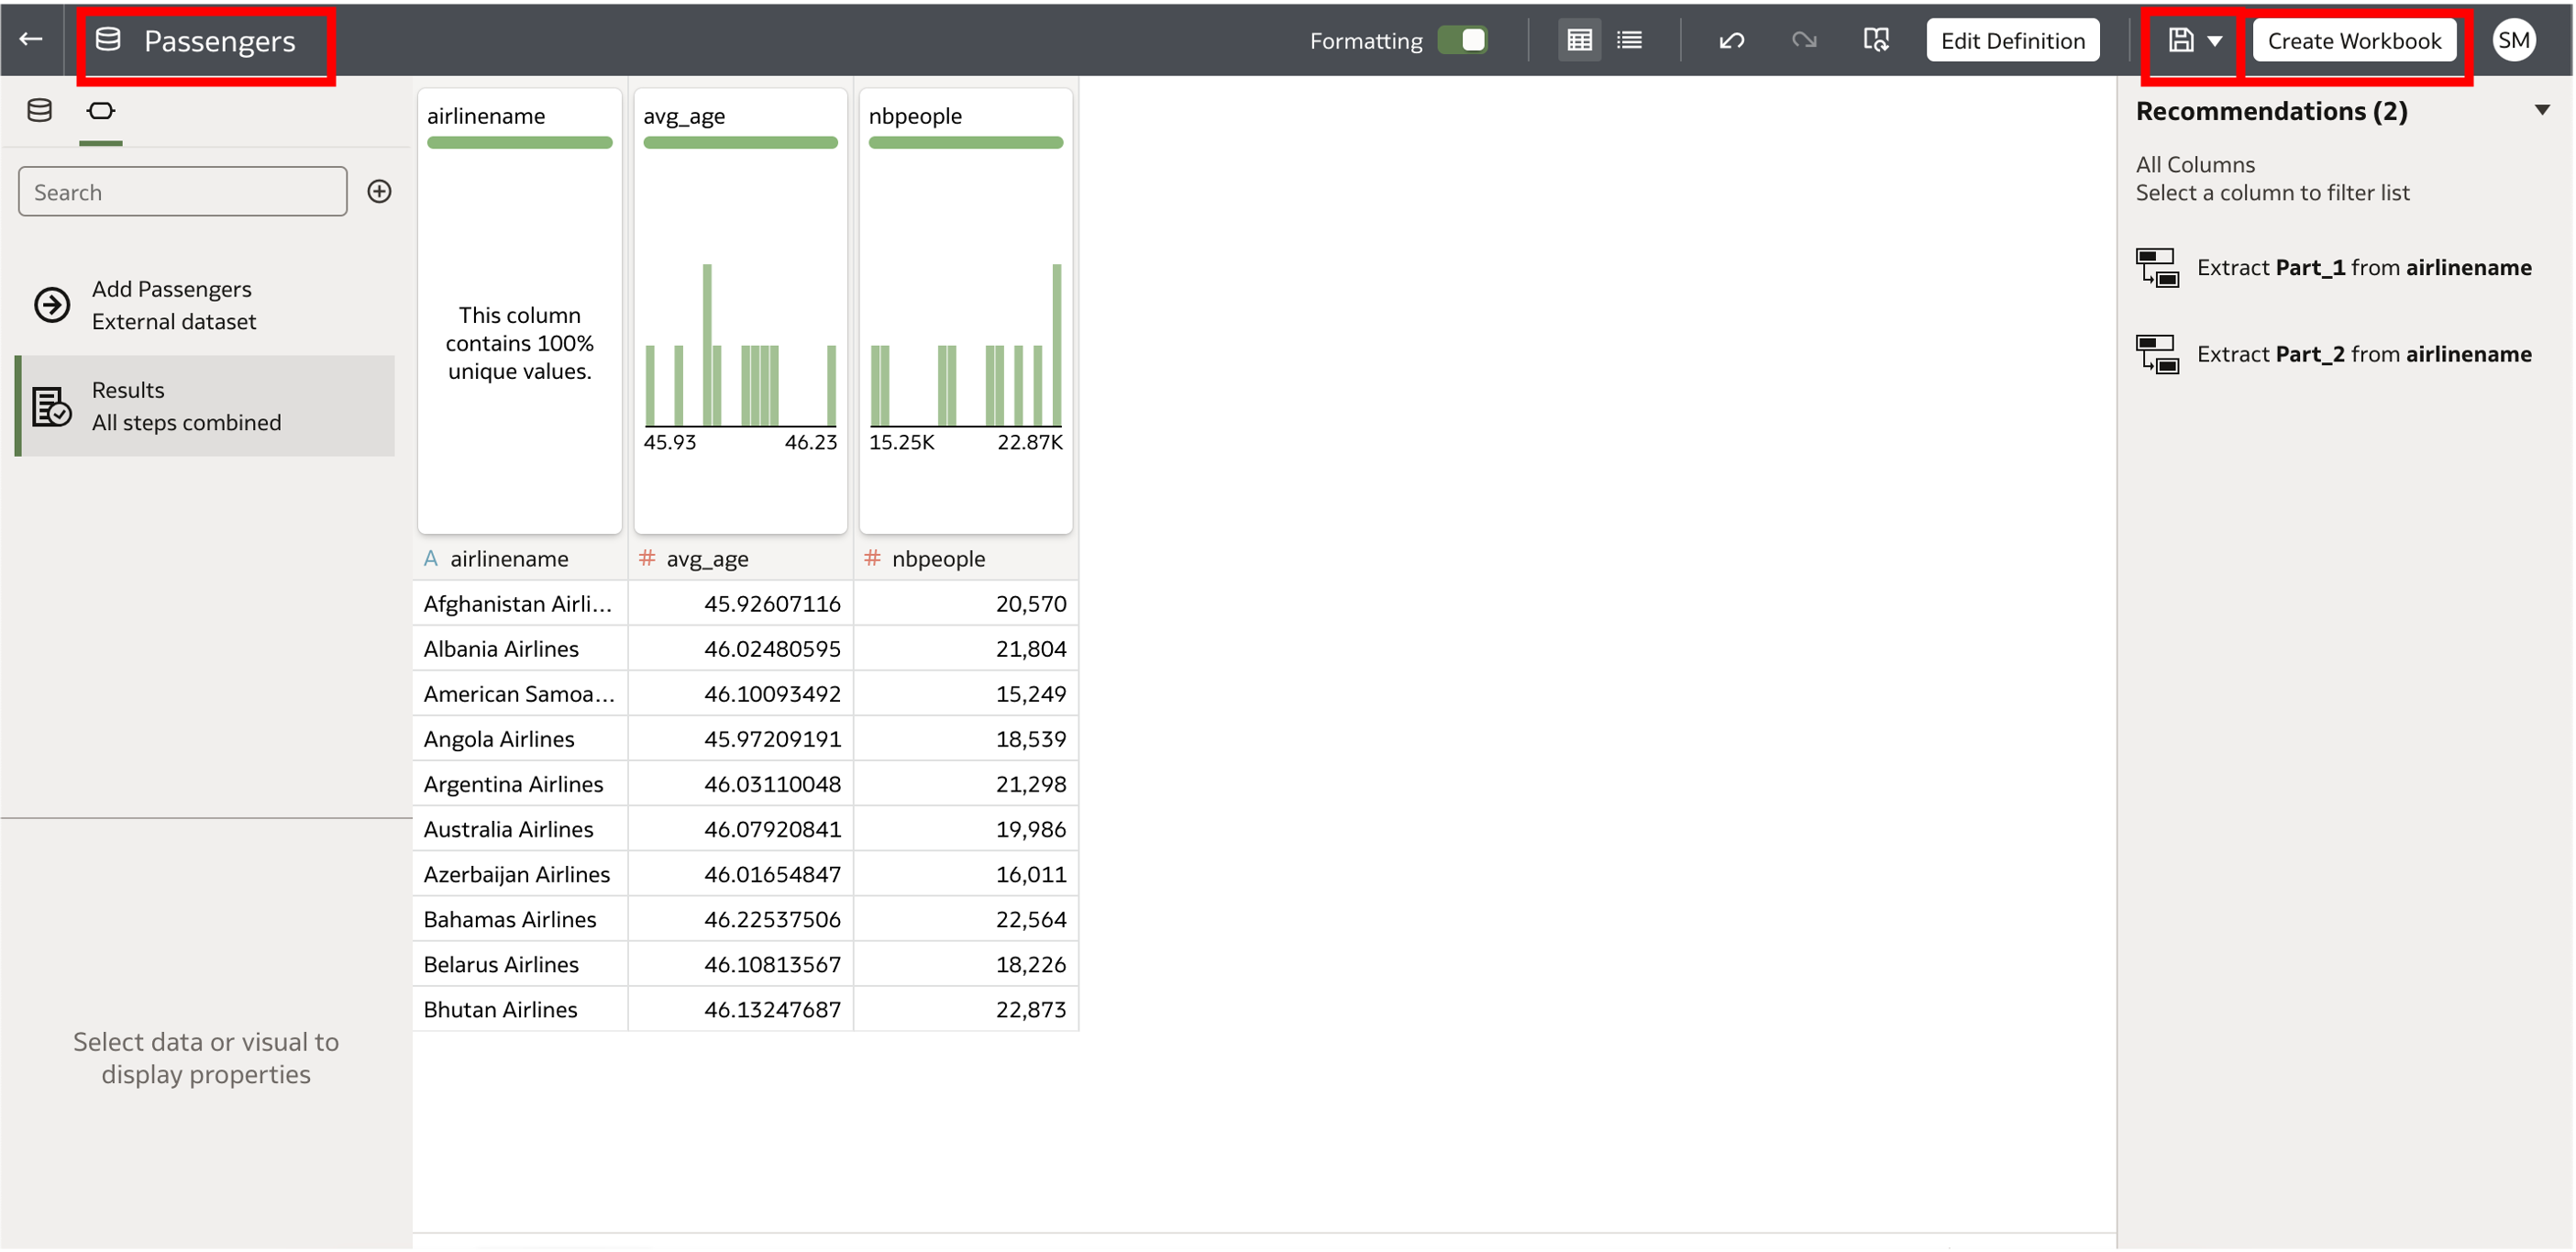 Passengers
Formatting
Edit Definition
Create Workbook
SM
Search
Add Passengers
External dataset
Results
All steps combined
Select data or visual to
display properties
airlinename avg_age nbpeople
This column
contains 100%
unique values.
45.93 46.23 15.25K 22.87K
A airlinename # avg_age # nbpeople
Afghanistan Airli... 45.92607116 20,570
Albania Airlines 46.02480595 21,804
American Samoa... 46.10093492 15,249
Angola Airlines 45.97209191 18,539
Argentina Airlines 46.03110048 21,298
Australia Airlines 46.07920841 19,986
Azerbaijan Airlines 46.01654847 16,011
Bahamas Airlines 46.22537506 22,564
Belarus Airlines 46.10813567 18,226
Bhutan Airlines 46.13247687 22,873
Recommendations (2)
All Columns
Select a column to filter list
Extract Part_1 from airlinename
Extract Part_2 from airlinename